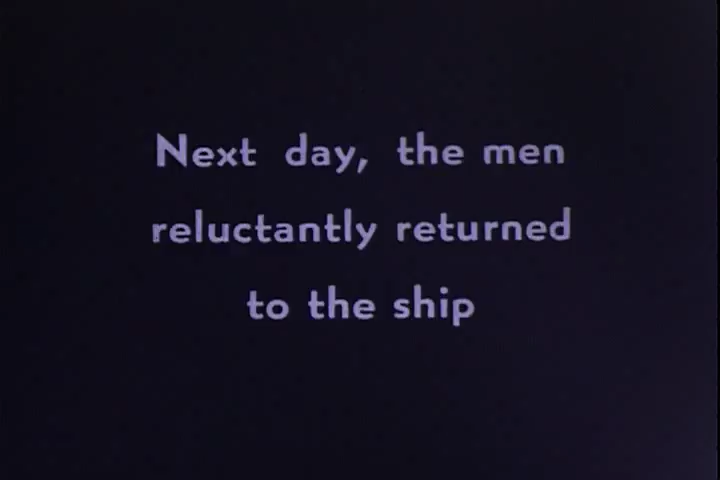 Next day, the men
reluctantly returned
to the ship